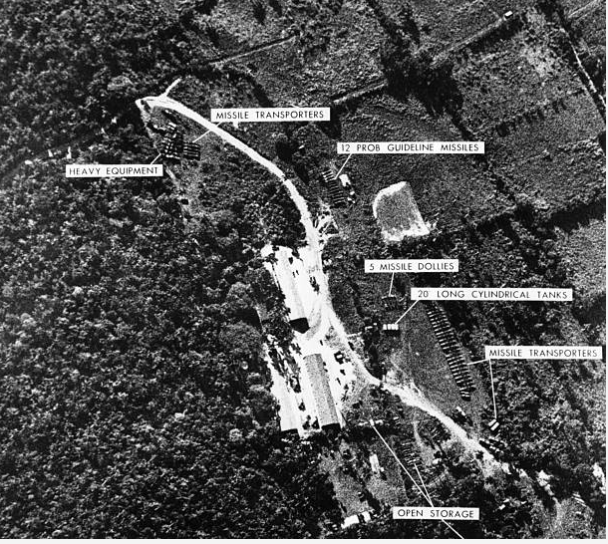 MISSILE TRANSPORTERS
12 PROB GUIDELINE MISSILES
HEAVY EQUIPMENT
5 MISSILE DOLLIES
20 LONG CYLINDRICAL TANKS
MISSILE TRANSPORTERS
OPEN STORAGE